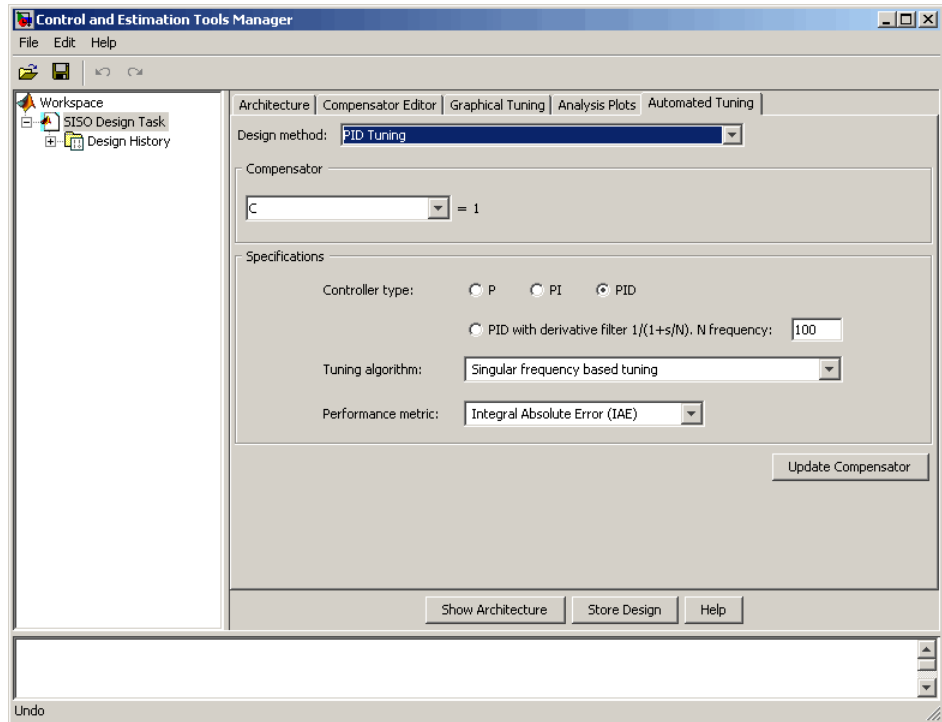 Control and Estimation Tools Manager
File Edit Help
Workspace
SISO Design Task
Design History
Architecture Compensator Editor Graphical Tuning Analysis Plots Automated Tuning
Design method: PID Tuning
Compensator
C = 1
Specifications
Controller type: P PI PID
PID with derivative filter 1/(1+s/N). N frequency: 100
Tuning algorithm: Singular frequency based tuning
Performance metric: Integral Absolute Error (IAE)
Update Compensator
Show Architecture Store Design Help
Undo